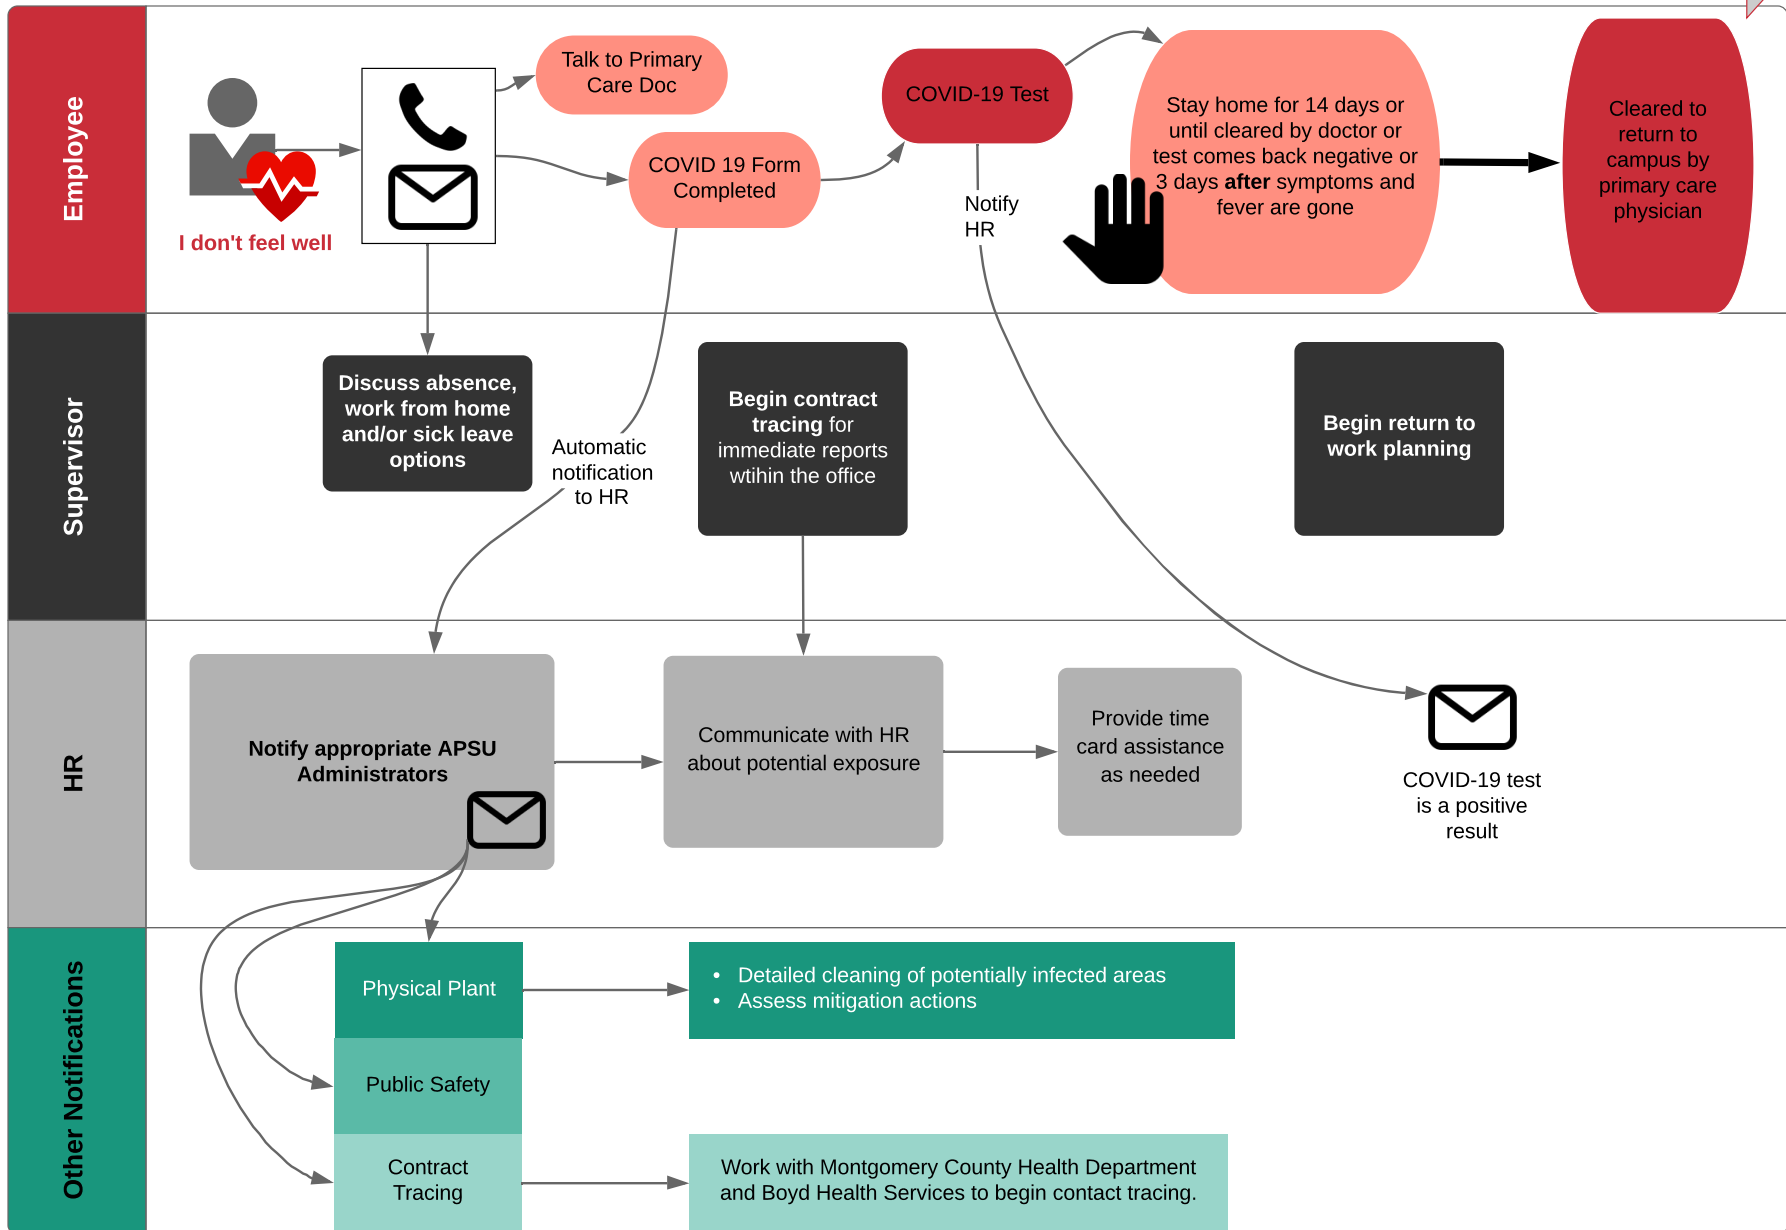 Employee
I don't feel well
Talk to Primary
Care Doc
COVID 19 Form
Completed
COVID-19 Test
Notify
HR
Stay home for 14 days or
until cleared by doctor or
test comes back negative or
3 days after symptoms and
fever are gone
Cleared to
return to
campus by
primary care
physician
Supervisor
Discuss absence,
work from home
and/or sick leave
options
Automatic
notification
to HR
Begin contract
tracing for
immediate reports
wtihin the office
Begin return to
work planning
HR
Notify appropriate APSU
Administrators
Communicate with HR
about potential exposure
Provide time
card assistance
as needed
COVID-19 test
is a positive
result
Other Notifications
Physical Plant
• Detailed cleaning of potentially infected areas
• Assess mitigation actions
Public Safety
Contract
Tracing
Work with Montgomery County Health Department
and Boyd Health Services to begin contact tracing.